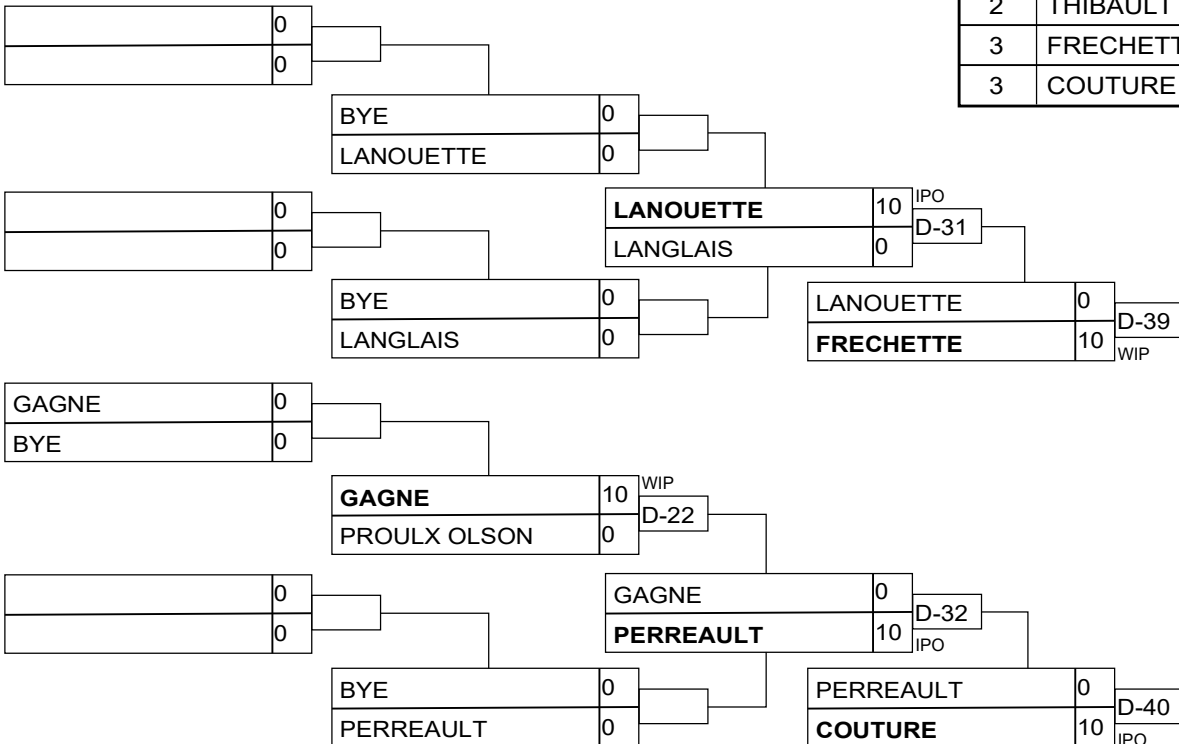 2 THIBAULT
3 FRECHETT
3 COUTURE
0
0
BYE 0
LANOUETTE 0
0
0
LANOUETTE 10 IPO
D-31
LANGLAIS 0
BYE 0
LANGLAIS 0
LANOUETTE 0
D-39
FRECHETTE 10 WIP
GAGNE 0
BYE 0
GAGNE 10 WIP
D-22
PROULX OLSON 0
0
0
GAGNE 0
D-32
PERREAULT 10 IPO
BYE 0
PERREAULT 0
PERREAULT 0
D-40
COUTURE 10 IPO